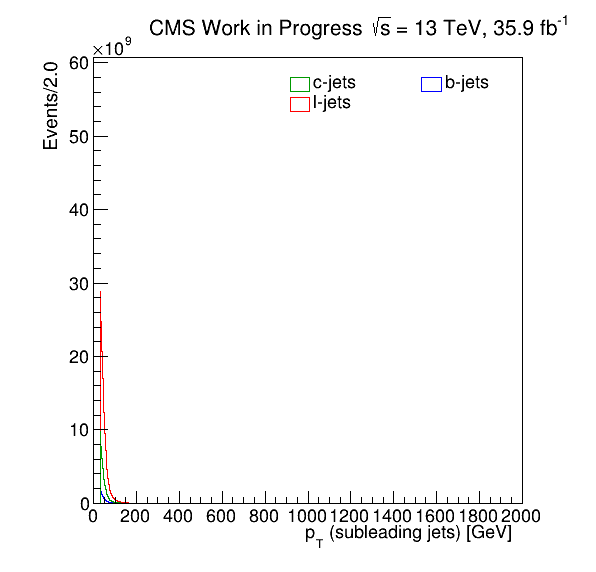 CMS Work in Progress √s = 13 TeV, 35.9 fb⁻¹
×10⁹
Events/2.0
60
50
40
30
20
10
0
c-jets
b-jets
l-jets
0 200 400 600 800 1000 1200 1400 1600 1800 2000
p_T (subleading jets) [GeV]